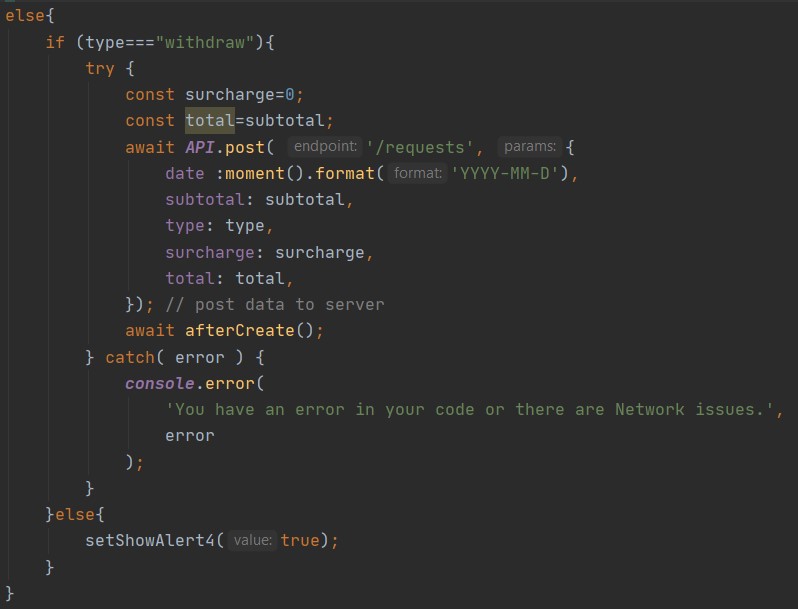 else{
    if (type==="withdraw"){
        try {
            const surcharge=0;
            const total=subtotal;
            await API.post( endpoint: '/requests', params: {
                date :moment().format( format: 'YYYY-MM-D'),
                subtotal: subtotal,
                type: type,
                surcharge: surcharge,
                total: total,
            }); // post data to server
            await afterCreate();
        } catch( error ) {
            console.error(
                'You have an error in your code or there are Network issues.',
                error
            );
        }
    }else{
        setShowAlert4( value: true);
    }
}